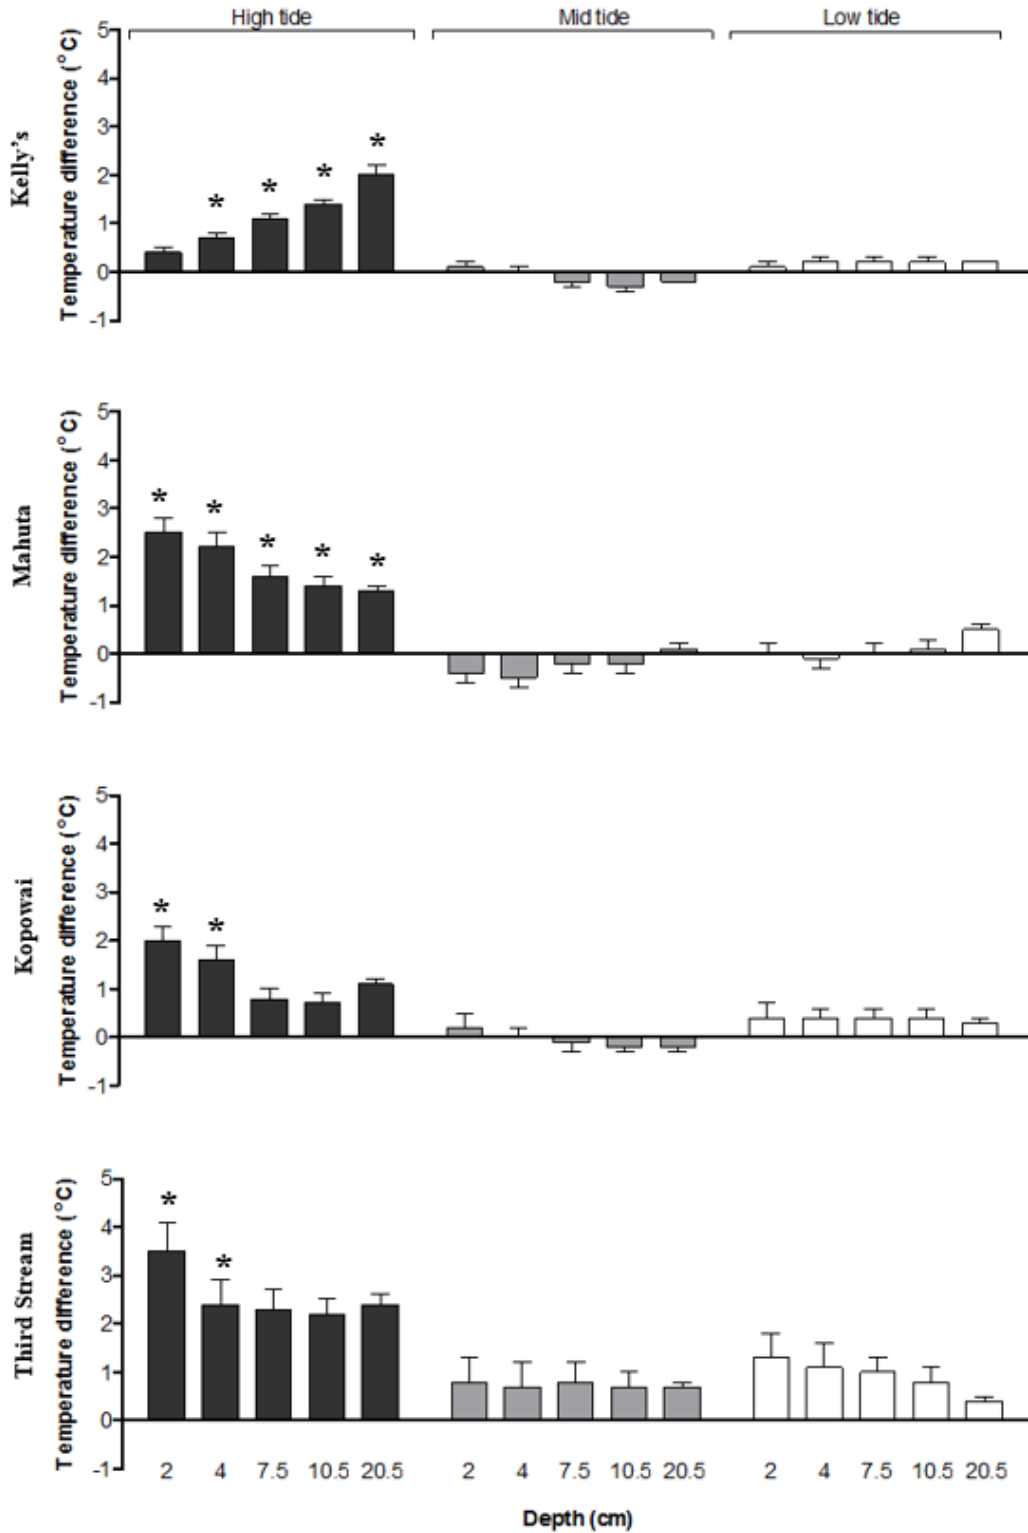 High tide Mid tide Low tide
Kelly's
Temperature difference (°C)
5
4
3
2
1
0
-1
* * * *
Mahuta
Temperature difference (°C)
5
4
3
2
1
0
-1
* * * * *
Kopowai
Temperature difference (°C)
5
4
3
2
1
0
-1
* *
Third Stream
Temperature difference (°C)
5
4
3
2
1
0
-1
* *
2 4 7.5 10.5 20.5 2 4 7.5 10.5 20.5 2 4 7.5 10.5 20.5
Depth (cm)